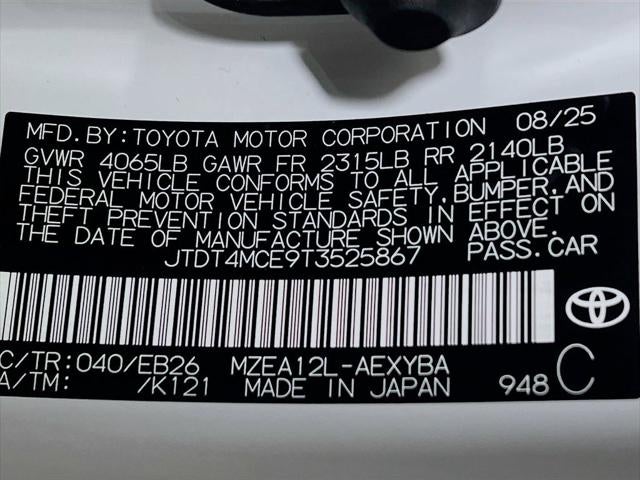 MFD. BY: TOYOTA MOTOR CORPORATION 08/25
GVWR 4065LB GAWR FR 2315LB RR 2140LB
THIS VEHICLE CONFORMS TO ALL APPLICABLE
FEDERAL MOTOR VEHICLE SAFETY, BUMPER, AND
THEFT PREVENTION STANDARDS IN EFFECT ON
THE DATE OF MANUFACTURE SHOWN ABOVE.
JTDT4MCE9T3525867 PASS. CAR
C/TR: 040/EB26 MZEA12L-AEXYBA
A/TM: /K121 MADE IN JAPAN 948 C